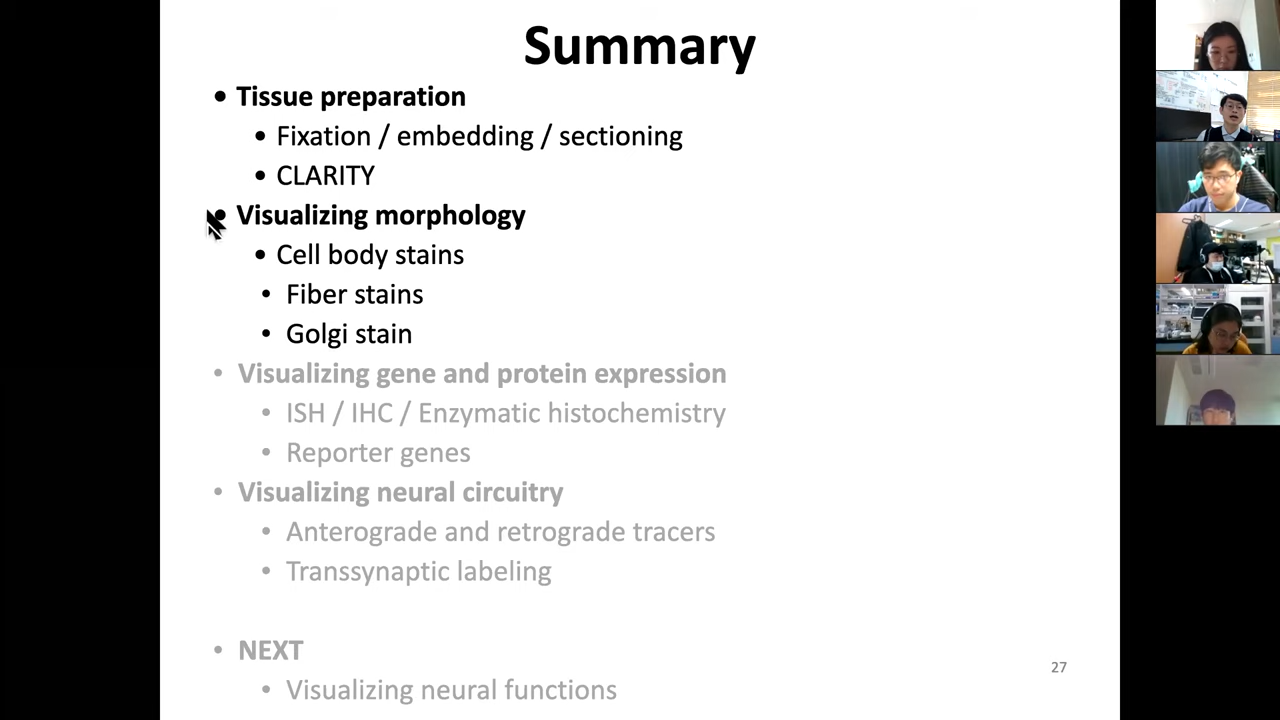 Summary
• Tissue preparation
• Fixation / embedding / sectioning
• CLARITY
• Visualizing morphology
• Cell body stains
• Fiber stains
• Golgi stain
• Visualizing gene and protein expression
• ISH / IHC / Enzymatic histochemistry
• Reporter genes
• Visualizing neural circuitry
• Anterograde and retrograde tracers
• Transsynaptic labeling
• NEXT
27
• Visualizing neural functions